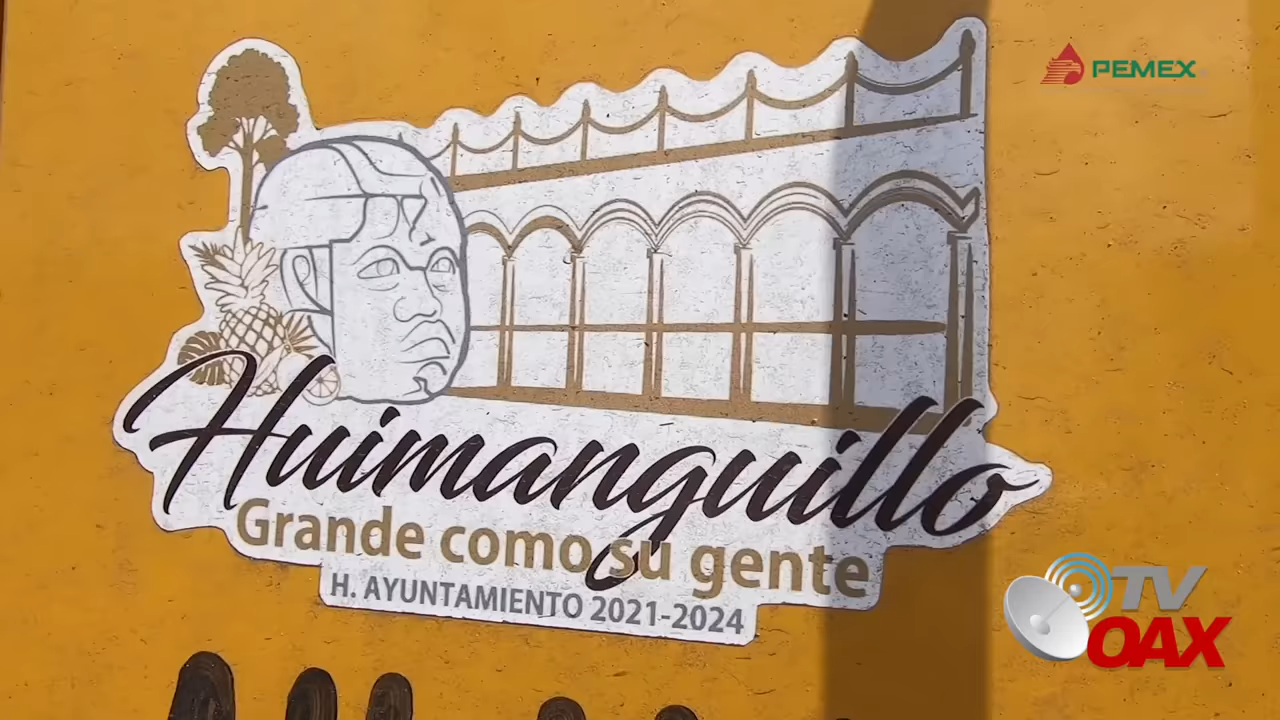 PEMEX
Huimanguillo
Grande como su gente
H. AYUNTAMIENTO 2021-2024
TV
OAX